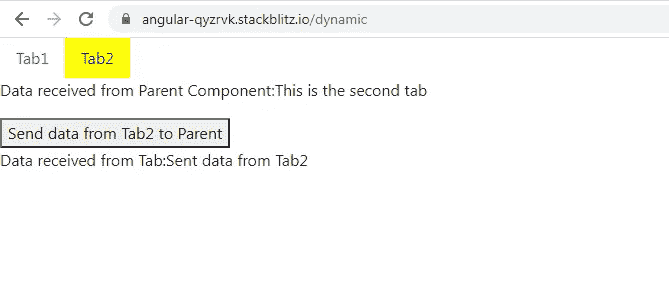 angular-qyzrvk.stackblitz.io/dynamic
Tab1 Tab2
Data received from Parent Component:This is the second tab
Send data from Tab2 to Parent
Data received from Tab:Sent data from Tab2